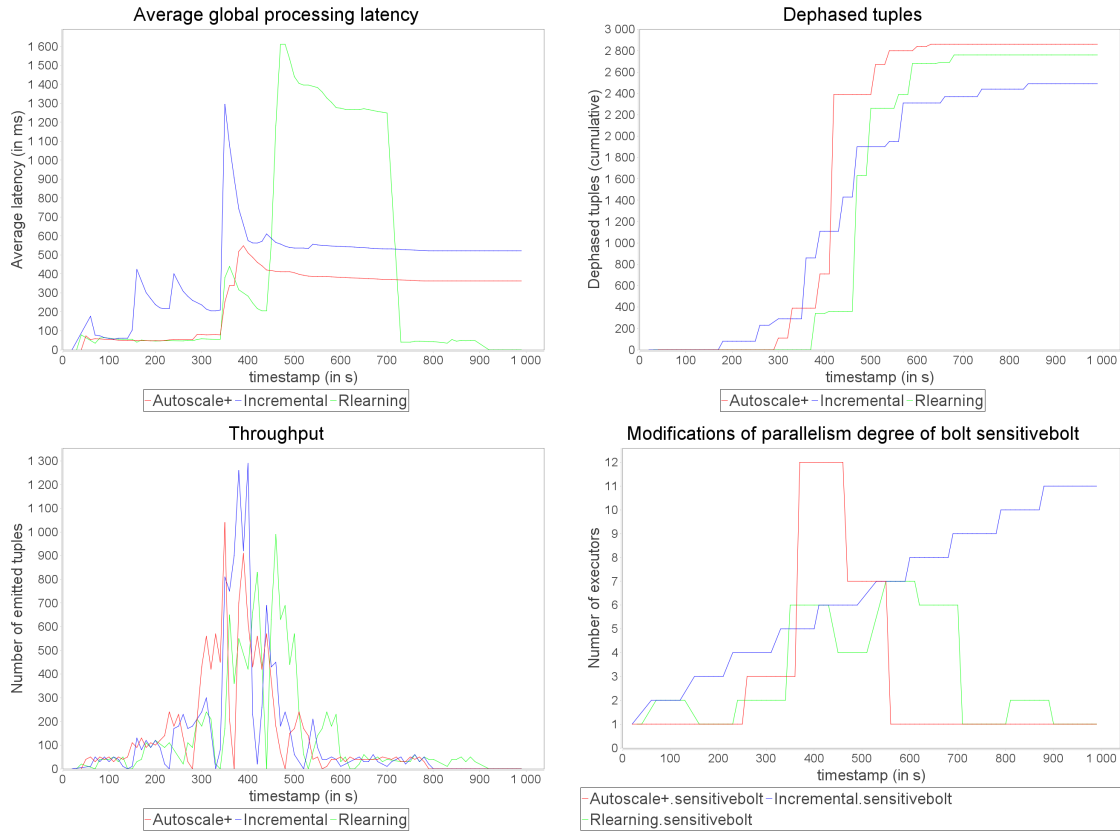 Average global processing latency
Average latency (in ms)
1 600
1 500
1 400
1 300
1 200
1 100
1 000
900
800
700
600
500
400
300
200
100
0
0 100 200 300 400 500 600 700 800 900 1 000
timestamp (in s)
Autoscale+ Incremental Rlearning
Dephased tuples
Dephased tuples (cumulative)
3 000
2 800
2 600
2 400
2 200
2 000
1 800
1 600
1 400
1 200
1 000
800
600
400
200
0
0 100 200 300 400 500 600 700 800 900 1 000
timestamp (in s)
Autoscale+ Incremental Rlearning
Throughput
Number of emitted tuples
1 300
1 200
1 100
1 000
900
800
700
600
500
400
300
200
100
0
0 100 200 300 400 500 600 700 800 900 1 000
timestamp (in s)
Autoscale+ Incremental Rlearning
Modifications of parallelism degree of bolt sensitivebolt
Number of executors
12
11
10
9
8
7
6
5
4
3
2
1
0
0 100 200 300 400 500 600 700 800 900 1 000
timestamp (in s)
Autoscale+.sensitivebolt Incremental.sensitivebolt
Rlearning.sensitivebolt